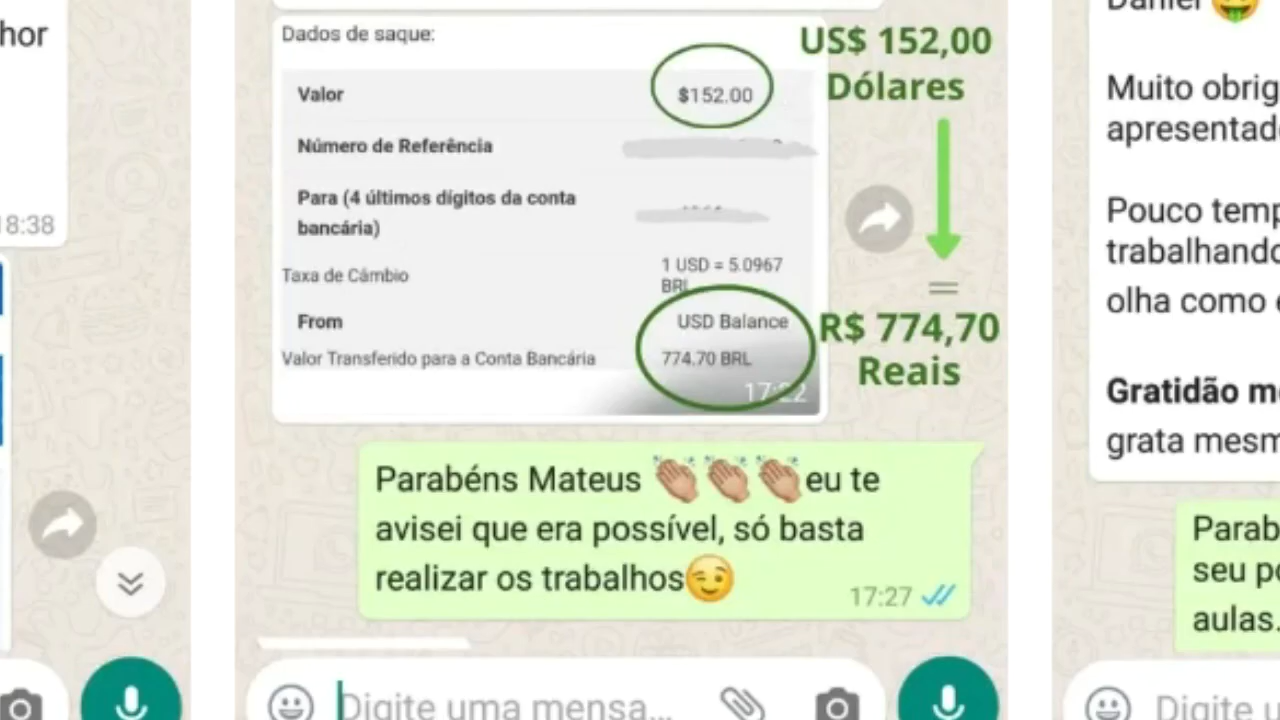 hor
18:38
Dados de saque:
Valor
$152.00
Número de Referência
Para (4 últimos dígitos da conta
bancária)
Taxa de Câmbio
1 USD = 5.0967
BRL
From
USD Balance
Valor Transferido para a Conta Bancária
774.70 BRL
17:22
US$ 152,00
Dólares
=
R$ 774,70
Reais
Parabéns Mateus 👏👏👏eu te
avisei que era possível, só basta
realizar os trabalhos😉
17:27
Digite uma mensa...
Daniel 🤑
Muito obrig
apresentad
Pouco temp
trabalhando
olha como
Gratidão m
grata mesm
Parab
seu po
aulas.
Digite u